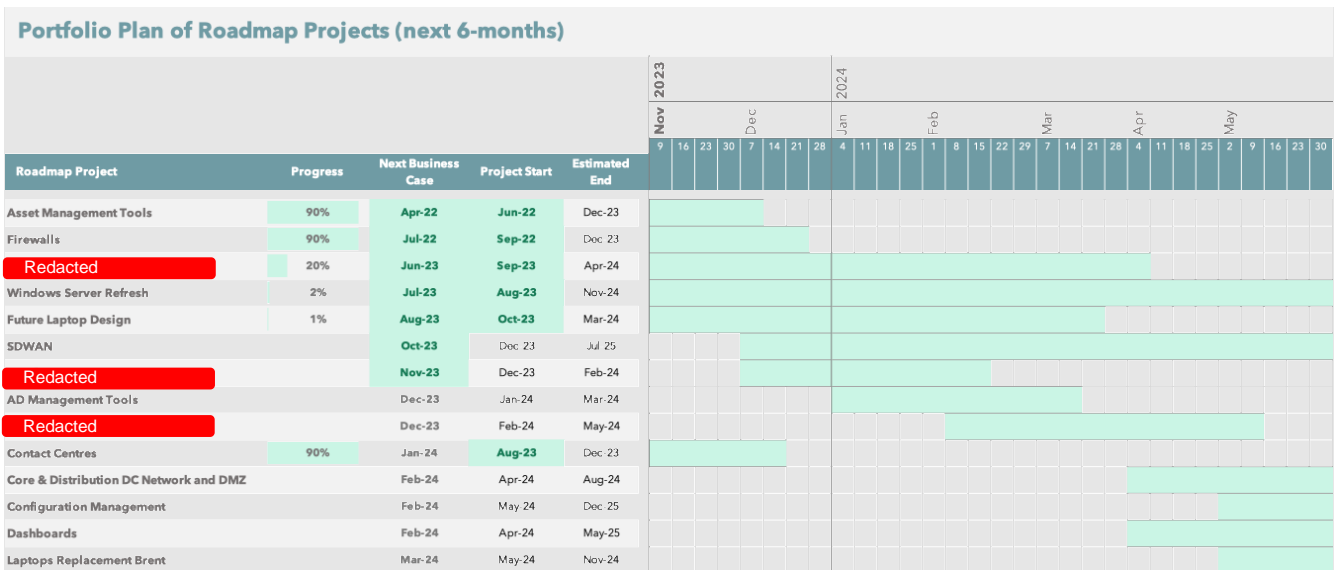 Portfolio Plan of Roadmap Projects (next 6-months)
2023 2024
Nov Dec Jan Feb Mar Apr May
Roadmap Project Progress Next Business Case Project Start Estimated End 9 16 23 30 7 14 21 28 4 11 18 25 1 8 15 22 29 7 14 21 28 4 11 18 25 2 9 16 23 30
Asset Management Tools 90% Apr-22 Jun-22 Dec-23
Firewalls 90% Jul-22 Sep-22 Dec 23
Redacted 20% Jun-23 Sep-23 Apr-24
Windows Server Refresh 2% Jul-23 Aug-23 Nov-24
Future Laptop Design 1% Aug-23 Oct-23 Mar-24
SDWAN Oct-23 Dec 23 Jul 25
Redacted Nov-23 Dec-23 Feb-24
AD Management Tools Dec-23 Jan-24 Mar-24
Redacted Dec-23 Feb-24 May-24
Contact Centres 90% Jan-24 Aug-23 Dec-23
Core & Distribution DC Network and DMZ Feb-24 Apr-24 Aug-24
Configuration Management Feb-24 May-24 Dec-25
Dashboards Feb-24 Apr-24 May-25
Laptops Replacement Brent Mar-24 May-24 Nov-24